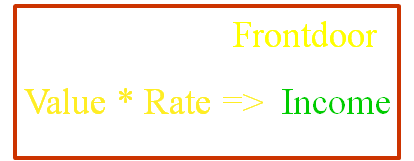 Frontdoor
Value * Rate => Income